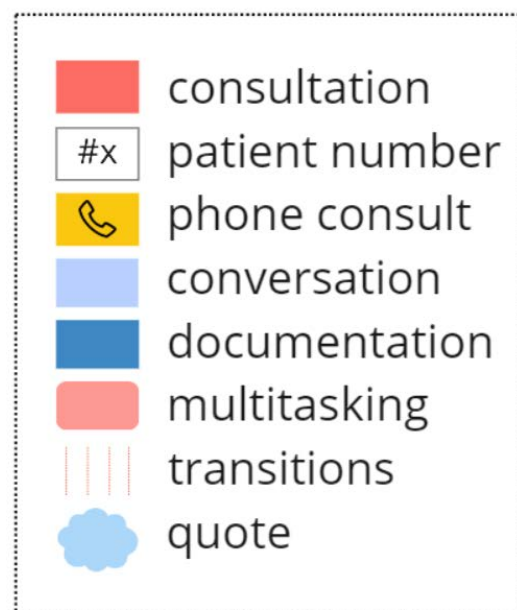 consultation
#x patient number
phone consult
conversation
documentation
multitasking
transitions
quote